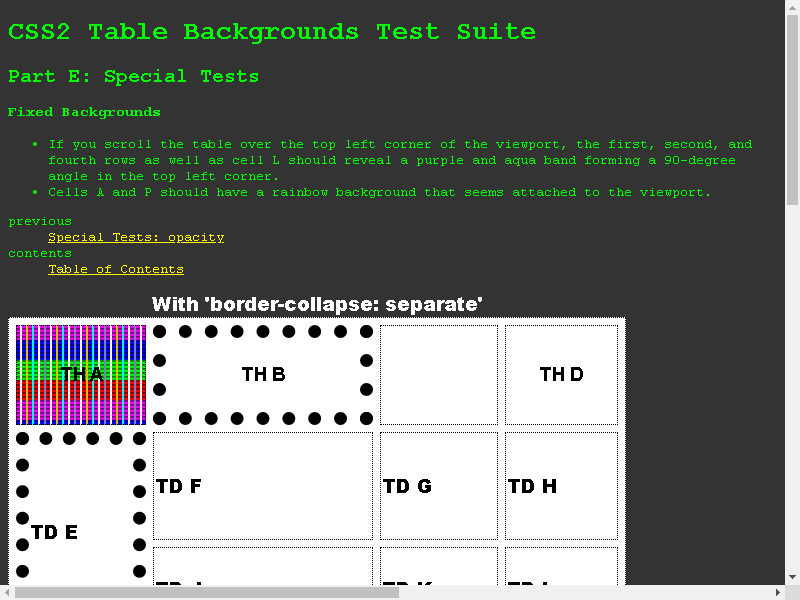 CSS2 Table Backgrounds Test Suite
Part E: Special Tests
Fixed Backgrounds
• If you scroll the table over the top left corner of the viewport, the first, second, and
fourth rows as well as cell L should reveal a purple and aqua band forming a 90-degree
angle in the top left corner.
• Cells A and P should have a rainbow background that seems attached to the viewport.
previous
Special Tests: opacity
contents
Table of Contents
With 'border-collapse: separate'
TH A TH B TH D
TD F TD G TD H
TD E